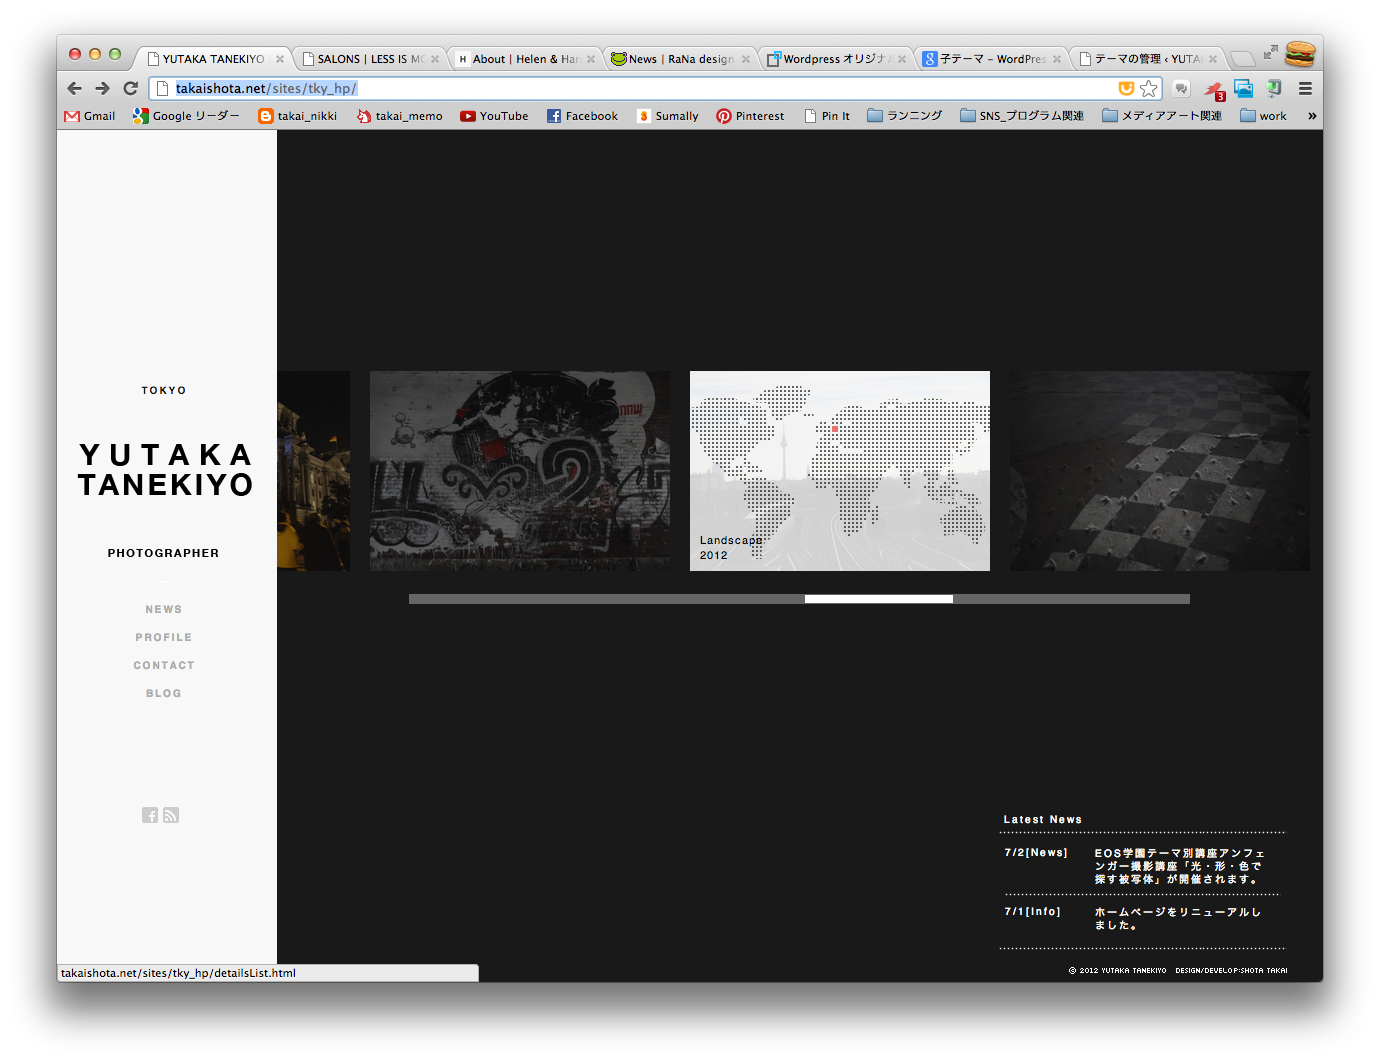 YUTAKA TANEKIYO
SALONS | LESS IS MO
About | Helen & Har
News | RaNa design
Wordpress オリジナル
子テーマ - WordPres
テーマの管理 ‹ YUTAK
takaishota.net/sites/tky_hp/
3
Gmail
Google リーダー
takai_nikki
takai_memo
YouTube
Facebook
Sumally
Pinterest
Pin It
ランニング
SNS_プログラム関連
メディアアート関連
work
»
TOKYO
YUTAKA
TANEKIYO
PHOTOGRAPHER
NEWS
PROFILE
CONTACT
BLOG
Landscape
2012
Latest News
7/2[News]
EOS学園テーマ別講座アンフェ
ンガー撮影講座「光・形・色で
探す被写体」が開催されます。
7/1[Info]
ホームページをリニューアルし
ました。
© 2012 YUTAKA TANEKIYO DESIGN/DEVELOP:SHOTA TAKAI
takaishota.net/sites/tky_hp/detailsList.html